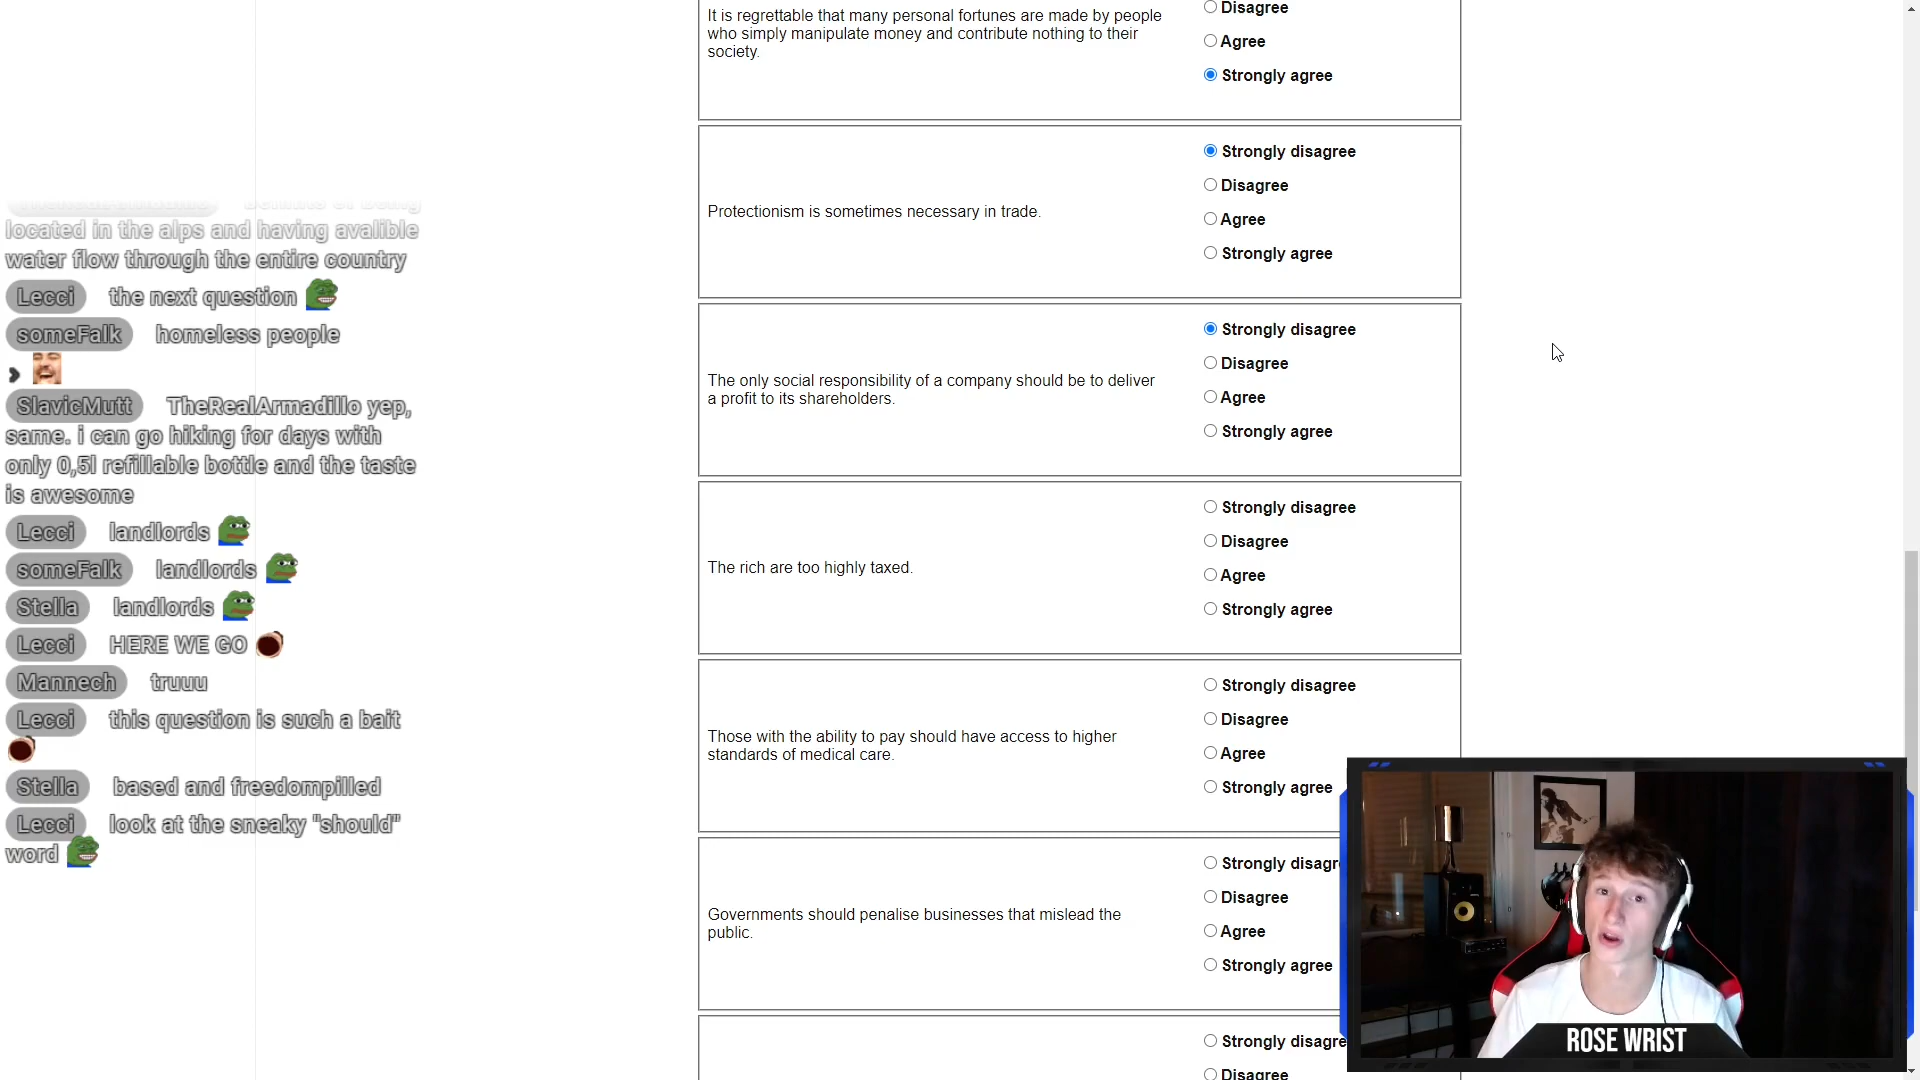 located in the alps and having avalible
water flow through the entire country
Lecci the next question
someFalk homeless people
SlavicMutt TheRealArmadillo yep,
same. i can go hiking for days with
only 0,5l refillable bottle and the taste
is awesome
Lecci landlords
someFalk landlords
Stella landlords
Lecci HERE WE GO
Mannech truuu
Lecci this question is such a bait
Stella based and freedompilled
Lecci look at the sneaky "should"
word
It is regrettable that many personal fortunes are made by people
who simply manipulate money and contribute nothing to their
society.
Disagree
Agree
Strongly agree
Protectionism is sometimes necessary in trade.
Strongly disagree
Disagree
Agree
Strongly agree
The only social responsibility of a company should be to deliver
a profit to its shareholders.
Strongly disagree
Disagree
Agree
Strongly agree
The rich are too highly taxed.
Strongly disagree
Disagree
Agree
Strongly agree
Those with the ability to pay should have access to higher
standards of medical care.
Strongly disagree
Disagree
Agree
Strongly agree
Governments should penalise businesses that mislead the
public.
Strongly disagr
Disagree
Agree
Strongly agree
Strongly disagre
Disagree
ROSE WRIST